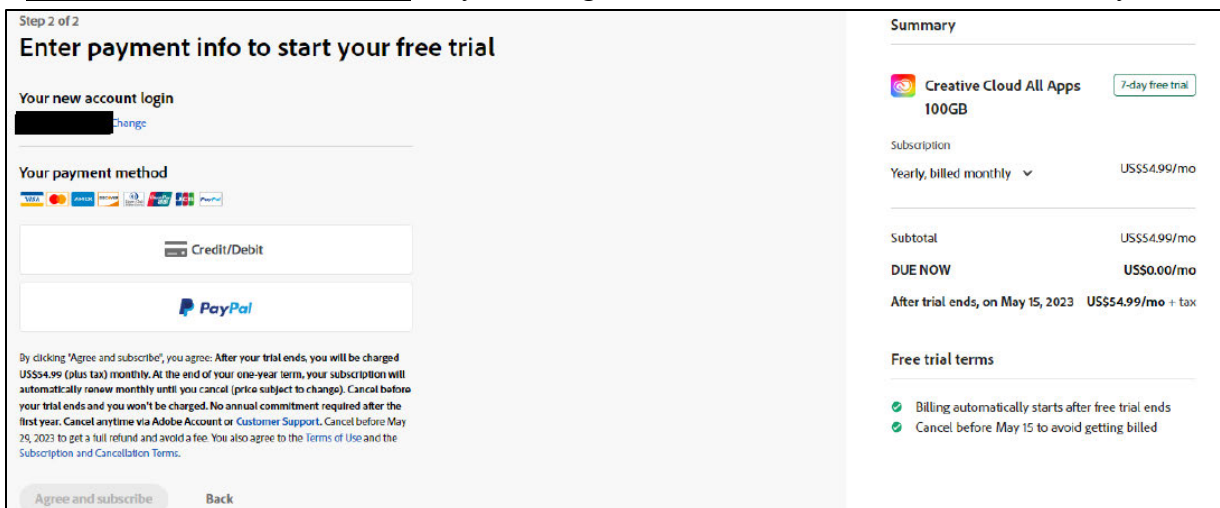 Step 2 of 2
Enter payment info to start your free trial
Your new account login
Change
Your payment method
VISA AMEX DISCOVER JCB PayPal
Credit/Debit
PayPal
By clicking "Agree and subscribe", you agree: After your trial ends, you will be charged
US$54.99 (plus tax) monthly. At the end of your one-year term, your subscription will
automatically renew monthly until you cancel (price subject to change). Cancel before
your trial ends and you won't be charged. No annual commitment required after the
first year. Cancel anytime via Adobe Account or Customer Support. Cancel before May
29, 2023 to get a full refund and avoid a fee. You also agree to the Terms of Use and the
Subscription and Cancellation Terms.
Agree and subscribe Back
Summary
Creative Cloud All Apps 7-day free trial
100GB
Subscription
Yearly, billed monthly US$54.99/mo
Subtotal US$54.99/mo
DUE NOW US$0.00/mo
After trial ends, on May 15, 2023 US$54.99/mo + tax
Free trial terms
Billing automatically starts after free trial ends
Cancel before May 15 to avoid getting billed